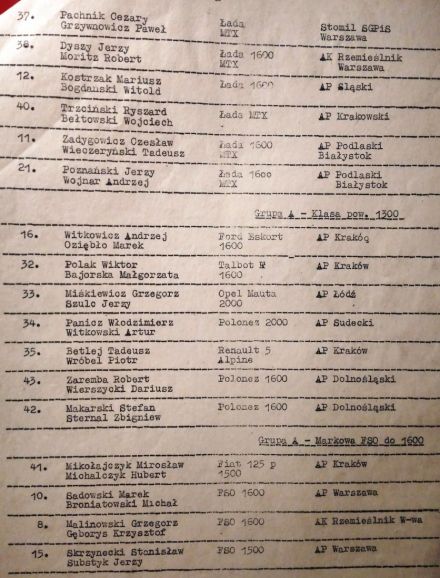 37. Pachnik Cezary Łada Stomil SGPiS
Grzywnowicz Paweł MTX Warszawa
38. Dyszy Jerzy Łada 1600 AK Rzemieślnik
Moritz Robert MTX Warszawa
12. Kostrzak Mariusz Łada 1600 AP Śląski
Bogdański Witold
40. Trzciński Ryszard Łada MTX AP Krakowski
Bełtowski Wojciech
11. Zadygowicz Czesław Łada 1600 AP Podlaski
Wieczeryński Tadeusz MTX Białystok
21. Poznański Jerzy Łada 1600 AP Podlaski
Wojnar Andrzej MTX Białystok
Grupa A - Klasa pow. 1300
16. Witkowicz Andrzej Ford Eskort AP Krakóg
Oziębło Marek 1600
32. Polak Wiktor Talbot AP Kraków
Bajorska Małgorzata 1600
33. Miśkiewicz Grzegorz Opel Mauta AP Łódź
Szulc Jerzy 2000
34. Panicz Włodzimierz Polonez 2000 AP Sudecki
Witkowski Artur
35. Betlej Tadeusz Renault 5 AP Kraków
Wróbel Piotr Alpine
43. Zaremba Robert Polonez 1600 AP Dolnośląski
Wierszycki Dariusz
42. Makarski Stefan Polonez 1600 AP Dolnośląski
Sternal Zbigniew
Grupa A - Markowa FSO do 1600
41. Mikołajczyk Mirosław Fiat 125 p AP Kraków
Michalczyk Hubert 1500
10. Sadowski Marek FSO 1600 AP Warszawa
Broniatowski Michał
8. Malinowski Grzegorz FSO 1600 AK Rzemieślnik W-wa
Gęborys Krzysztof
15. Skrzynecki Stanisław FSO 1500 AP Warszawa
Substyk Jerzy